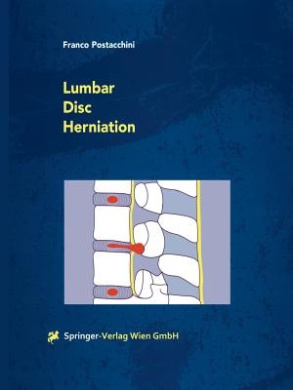 Franco Postacchini
Lumbar
Disc
Herniation
Springer-Verlag Wien GmbH